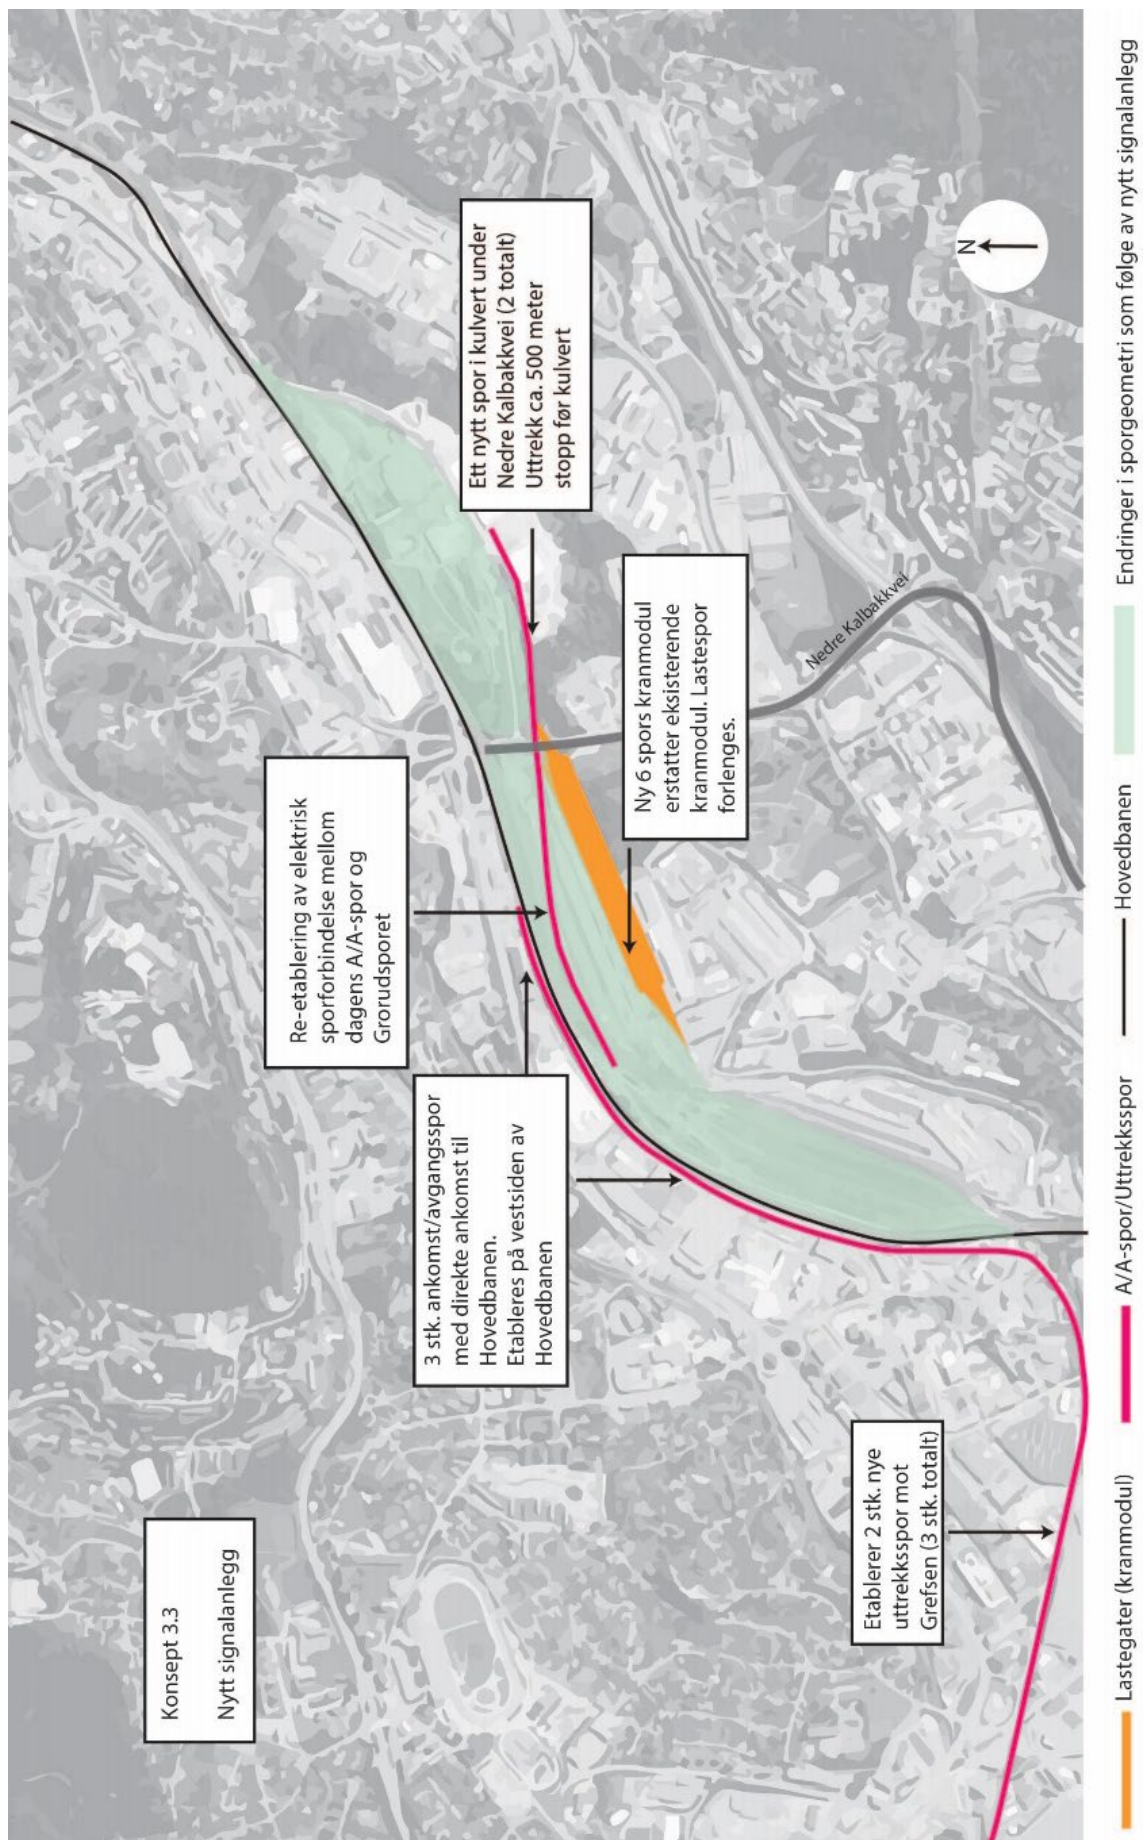 Konsept 3.3
Nytt signalanlegg
Re-etablering av elektrisk
sporforbindelse mellom
dagens A/A-spor og
Grorudsporet
3 stk. ankomst/avgangsspor
med direkte ankomst til
Hovedbanen.
Etableres på vestsiden av
Hovedbanen
Ett nytt spor i kulvert under
Nedre Kalbakkvei (2 totalt)
Uttrekk ca. 500 meter
stopp før kulvert
Ny 6 spors kranmodul
erstatter eksisterende
kranmodul. Lastespor
forlenges.
Nedre Kalbakkvei
Etablerer 2 stk. nye
uttrekksspor mot
Grefsen (3 stk. totalt)
N
Lastegater (kranmodul)
A/A-spor/Uttrekksspor
Hovedbanen
Endringer i sporgeometri som følge av nytt signalanlegg